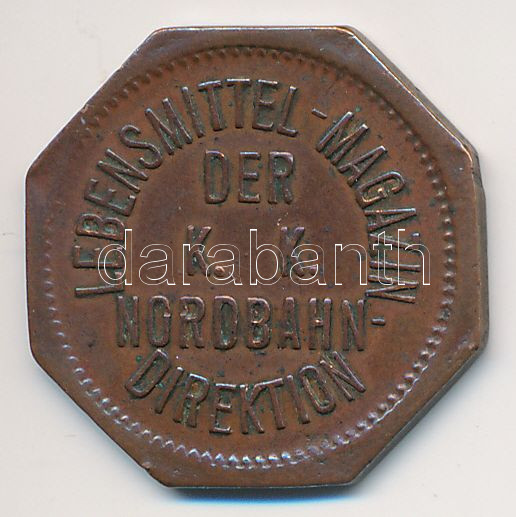 LEBENSMITTEL-MAGAZIN
DER
K. K.
darabanth
NORDBAHN-
DIREKTION